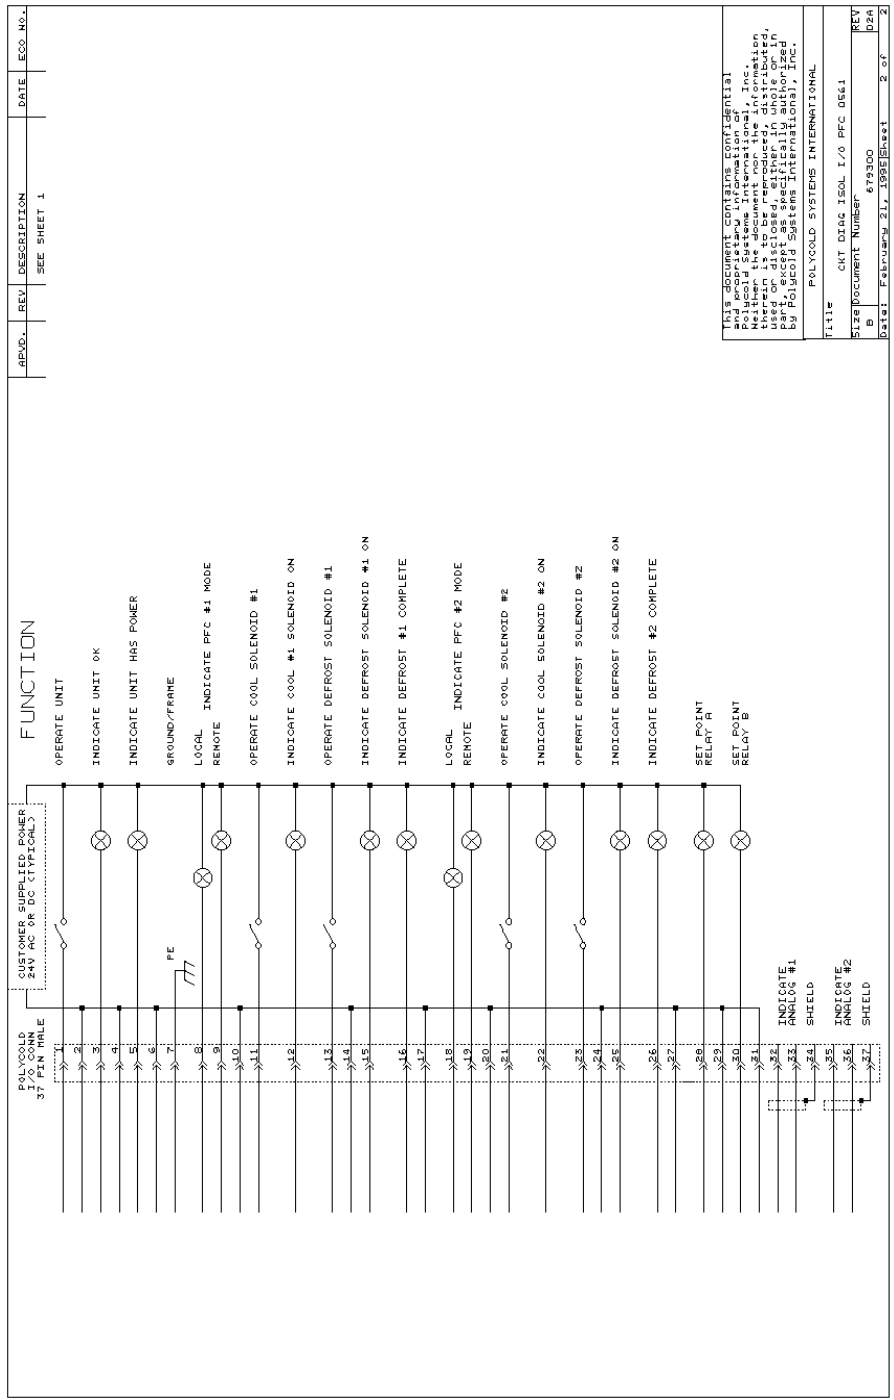 APVD. REV DESCRIPTION DATE ECO NO.
SEE SHEET 1
FUNCTION
CUSTOMER SUPPLIED POWER
24V AC OR DC (TYPICAL)
POLYCOLD
I/O CONN
37 PIN MALE
1
OPERATE UNIT
2
3
INDICATE UNIT OK
4
5
INDICATE UNIT HAS POWER
6
7
PE
GROUND/FRAME
8
LOCAL
INDICATE PFC #1 MODE
9
REMOTE
10
11
OPERATE COOL SOLENOID #1
12
INDICATE COOL #1 SOLENOID ON
13
OPERATE DEFROST SOLENOID #1
14
15
INDICATE DEFROST SOLENOID #1 ON
16
INDICATE DEFROST #1 COMPLETE
17
18
LOCAL
INDICATE PFC #2 MODE
19
REMOTE
20
21
OPERATE COOL SOLENOID #2
22
INDICATE COOL SOLENOID #2 ON
23
OPERATE DEFROST SOLENOID #2
24
25
INDICATE DEFROST SOLENOID #2 ON
26
INDICATE DEFROST #2 COMPLETE
27
28
SET POINT
RELAY A
29
30
SET POINT
RELAY B
31
32
INDICATE
ANALOG #1
33
34
SHIELD
35
INDICATE
ANALOG #2
36
37
SHIELD
This document contains confidential
and proprietary information of
Polycold Systems International, Inc.
Neither the document nor the information
therein is to be reproduced, distributed,
used or disclosed, either in whole or in
part, except as specifically authorized
by Polycold Systems International, Inc.
POLYCOLD SYSTEMS INTERNATIONAL
Title
CKT DIAG ISOL I/O PFC 0561
Size Document Number REV
B 679300 D2A
Date: February 21, 1995 Sheet 2 of 2